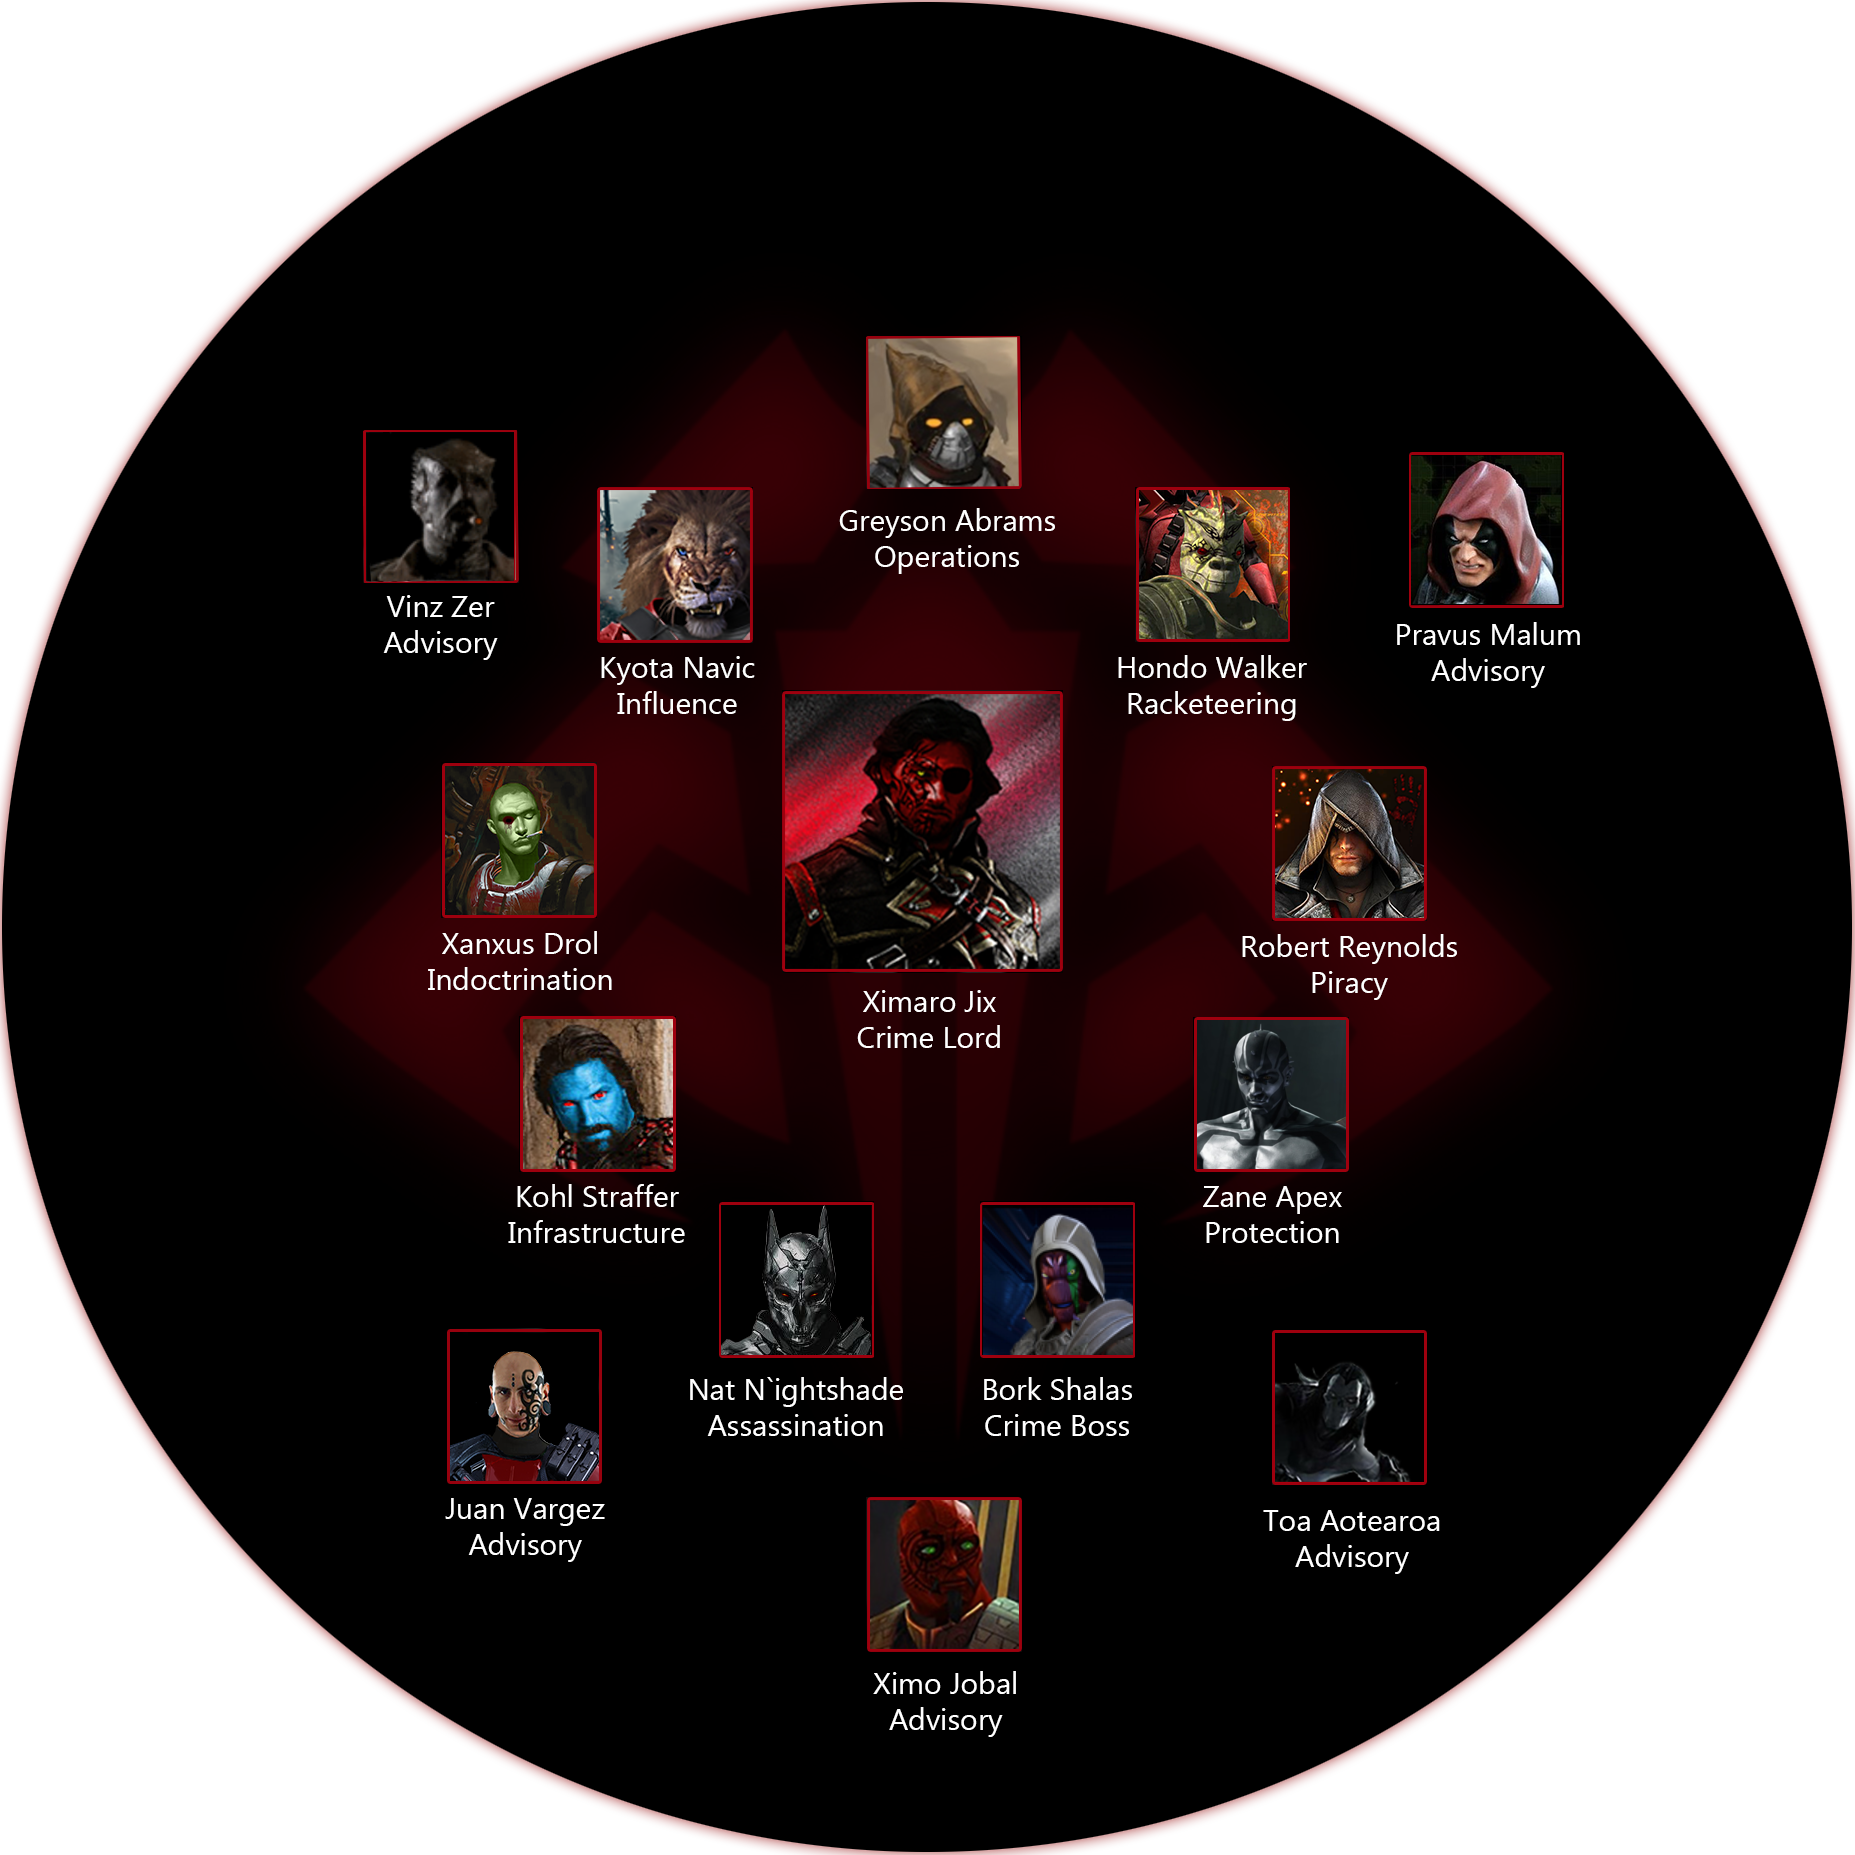 Greyson Abrams
Operations
Vinz Zer
Advisory
Kyota Navic
Influence
Hondo Walker
Racketeering
Pravus Malum
Advisory
Xanxus Drol
Indoctrination
Ximaro Jix
Crime Lord
Robert Reynolds
Piracy
Kohl Straffer
Infrastructure
Zane Apex
Protection
Nat N`ightshade
Assassination
Bork Shalas
Crime Boss
Juan Vargez
Advisory
Toa Aotearoa
Advisory
Ximo Jobal
Advisory